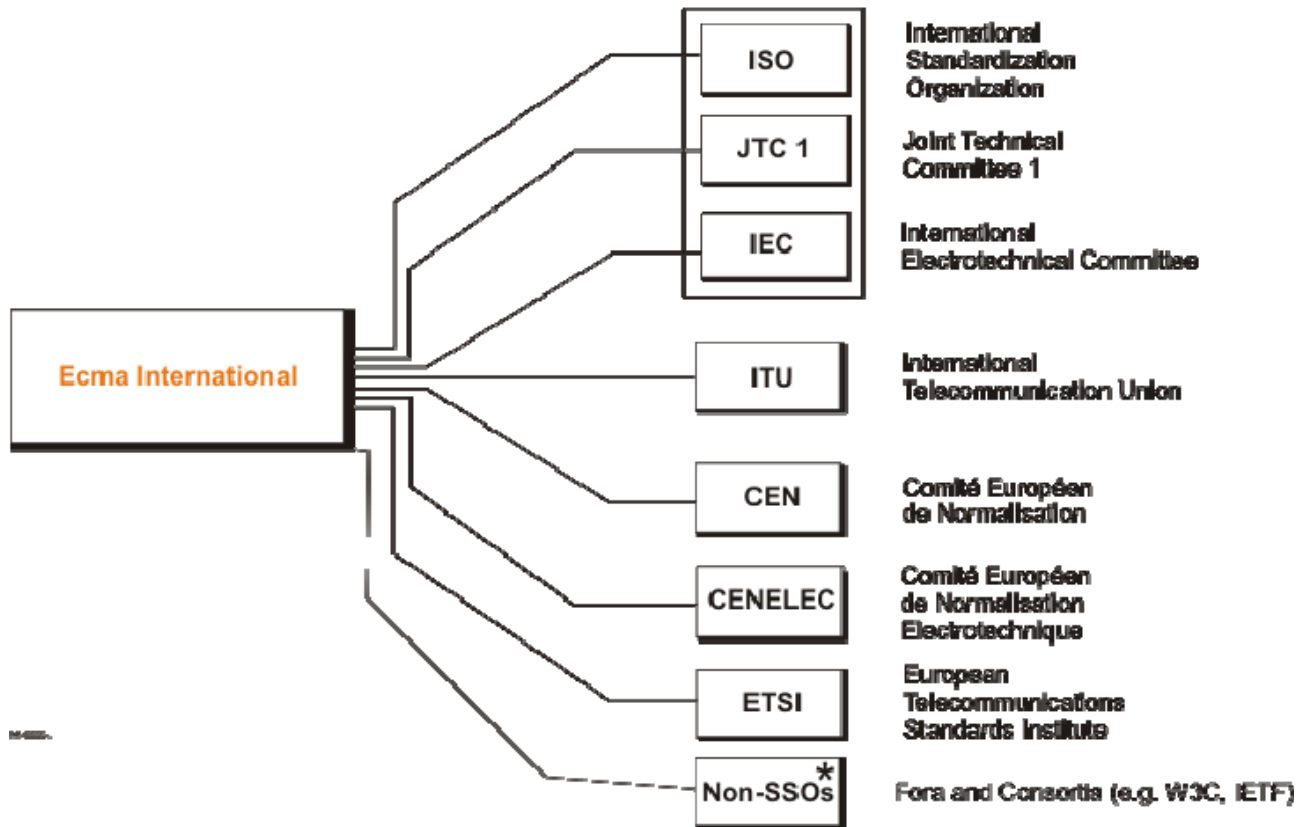 ISO
International
Standardization
Organization
JTC 1
Joint Technical
Committee 1
IEC
International
Electrotechnical Committee
Ecma International
ITU
International
Telecommunication Union
CEN
Comité Européen
de Normalisation
CENELEC
Comité Européen
de Normalisation
Electrotechnique
ETSI
European
Telecommunications
Standards Institute
Non-SSOs*
Fora and Consortia (e.g. W3C, IETF)